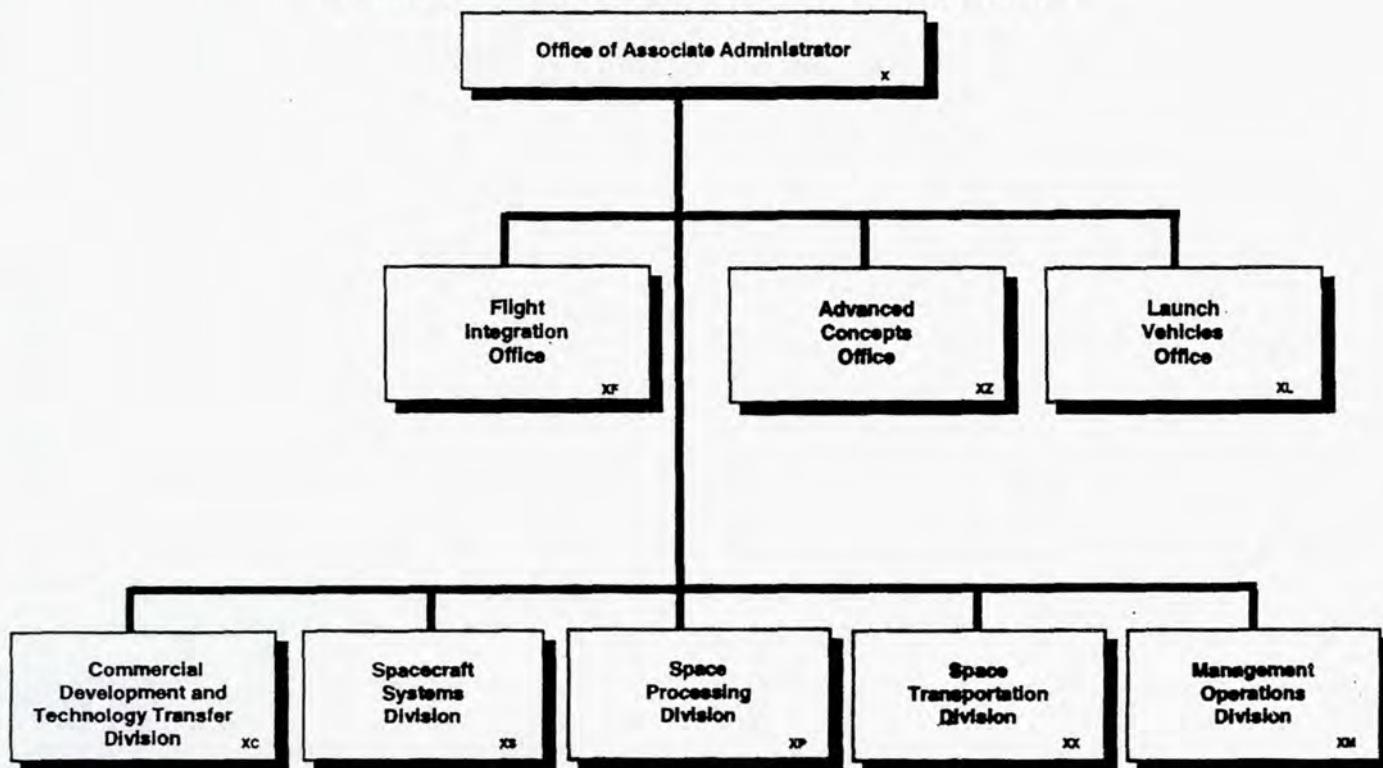 Office of Associate Administrator
X
Flight
Integration
Office
XF
Advanced
Concepts
Office
XZ
Launch
Vehicles
Office
XL
Commercial
Development and
Technology Transfer
Division
XC
Spacecraft
Systems
Division
XS
Space
Processing
Division
XP
Space
Transportation
Division
XX
Management
Operations
Division
XM